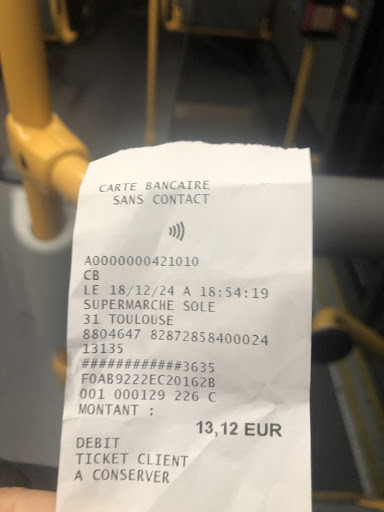 CARTE BANCAIRE
SANS CONTACT
A0000000421010
CB
LE 18/12/24 A 18:54:19
SUPERMARCHE SOLE
31 TOULOUSE
8804647 82872858400024
13135
############3635
F0AB9222EC20162B
001 000129 226 C
MONTANT :
13,12 EUR
DEBIT
TICKET CLIENT
A CONSERVER